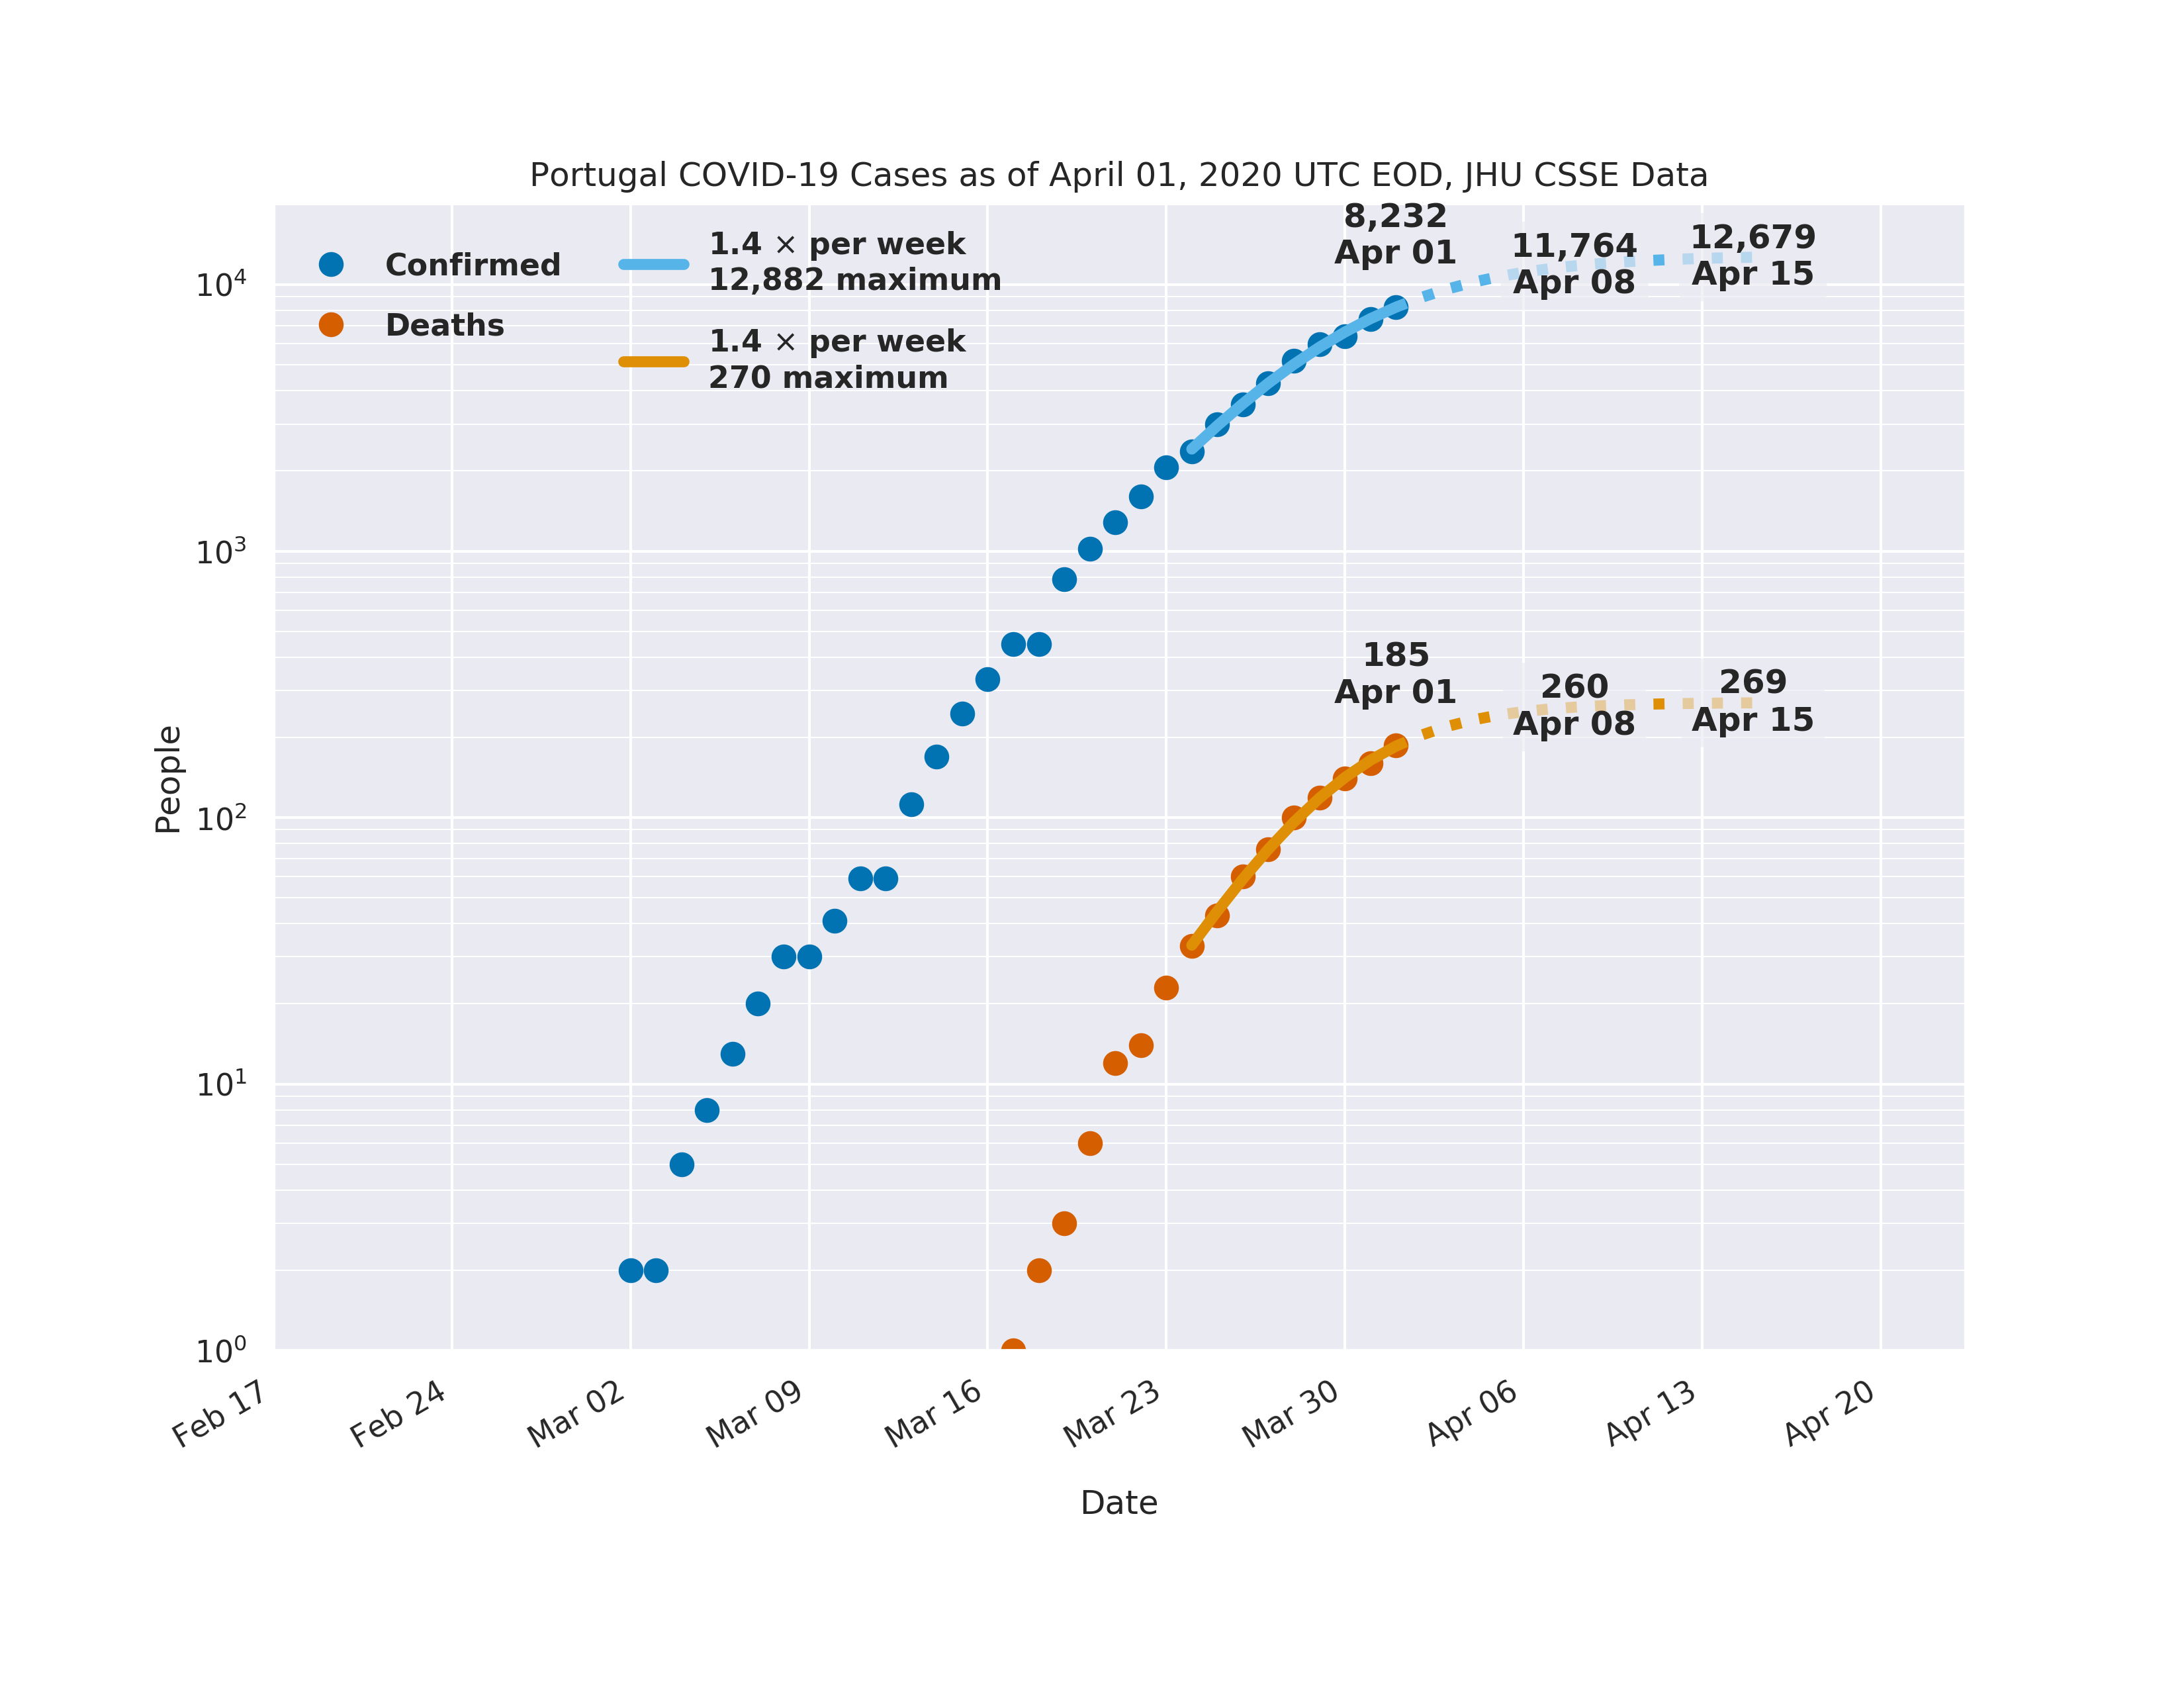 Portugal COVID-19 Cases as of April 01, 2020 UTC EOD, JHU CSSE Data
Confirmed
Deaths
1.4 × per week
12,882 maximum
1.4 × per week
270 maximum
8,232
Apr 01
11,764
Apr 08
12,679
Apr 15
185
Apr 01
260
Apr 08
269
Apr 15
People
10⁴
10³
10²
10¹
10⁰
Feb 17
Feb 24
Mar 02
Mar 09
Mar 16
Mar 23
Mar 30
Apr 06
Apr 13
Apr 20
Date